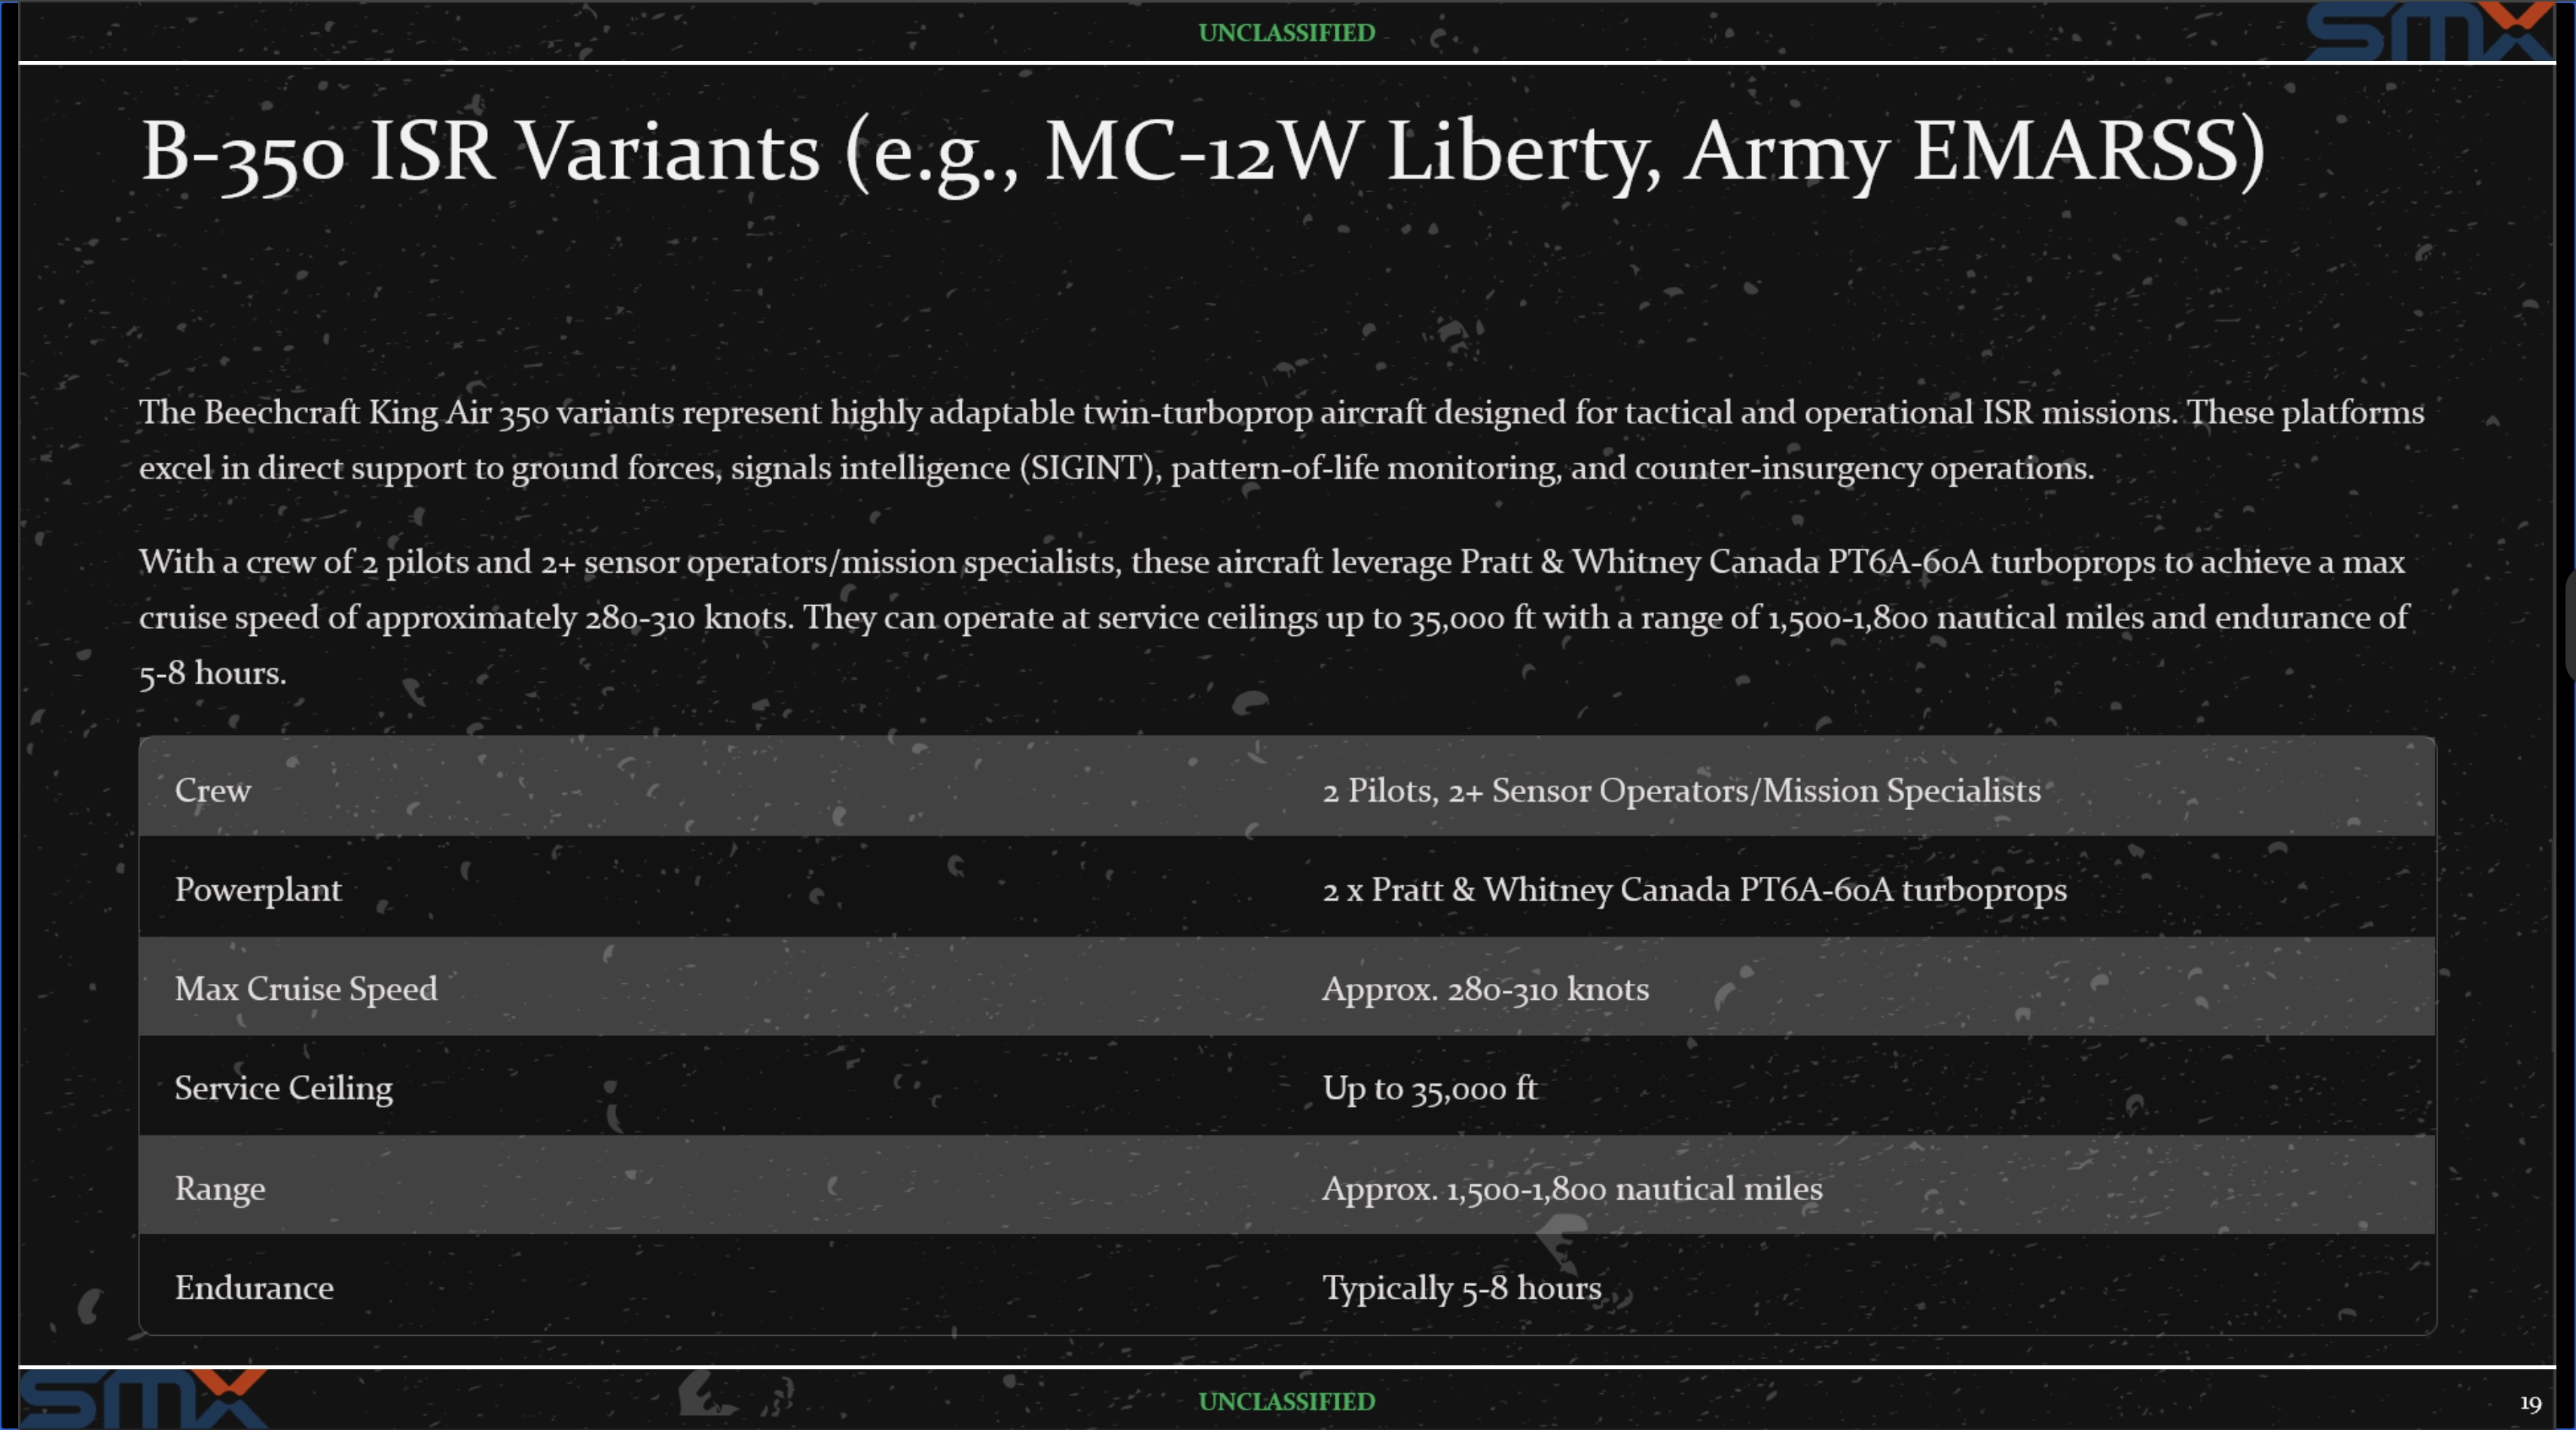 UNCLASSIFIED
SMX
B-350 ISR Variants (e.g., MC-12W Liberty, Army EMARSS)
The Beechcraft King Air 350 variants represent highly adaptable twin-turboprop aircraft designed for tactical and operational ISR missions. These platforms
excel in direct support to ground forces, signals intelligence (SIGINT), pattern-of-life monitoring, and counter-insurgency operations.
With a crew of 2 pilots and 2+ sensor operators/mission specialists, these aircraft leverage Pratt & Whitney Canada PT6A-60A turboprops to achieve a max
cruise speed of approximately 280-310 knots. They can operate at service ceilings up to 35,000 ft with a range of 1,500-1,800 nautical miles and endurance of
5-8 hours.
Crew 2 Pilots, 2+ Sensor Operators/Mission Specialists
Powerplant 2 x Pratt & Whitney Canada PT6A-60A turboprops
Max Cruise Speed Approx. 280-310 knots
Service Ceiling Up to 35,000 ft
Range Approx. 1,500-1,800 nautical miles
Endurance Typically 5-8 hours
SMX
UNCLASSIFIED
19